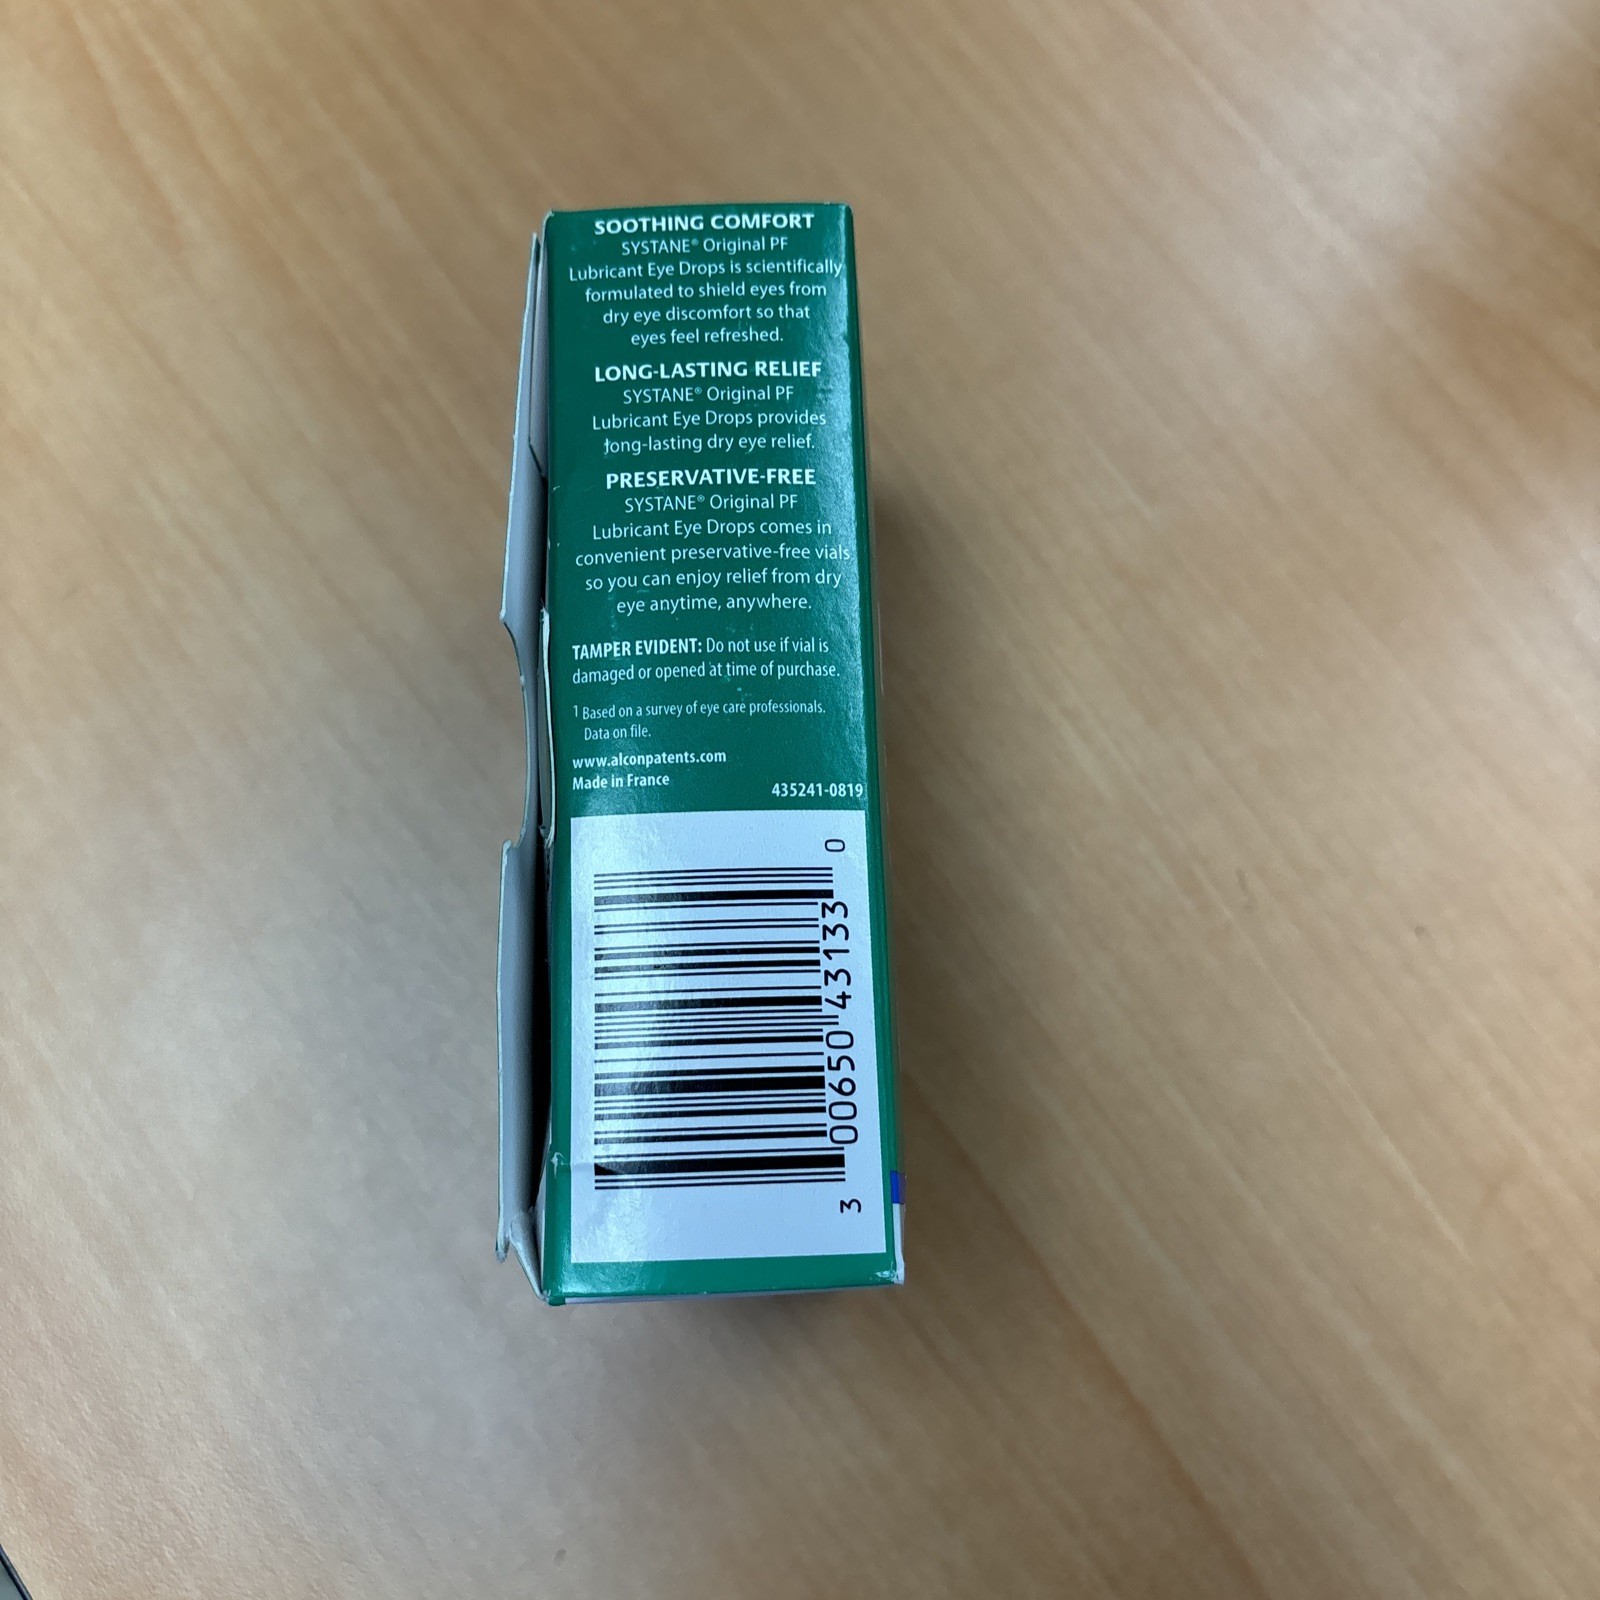 SOOTHING COMFORT
SYSTANE® Original PF
Lubricant Eye Drops is scientifically
formulated to shield eyes from
dry eye discomfort so that
eyes feel refreshed.
LONG-LASTING RELIEF
SYSTANE® Original PF
Lubricant Eye Drops provides
long-lasting dry eye relief.
PRESERVATIVE-FREE
SYSTANE® Original PF
Lubricant Eye Drops comes in
convenient preservative-free vials
so you can enjoy relief from dry
eye anytime, anywhere.
TAMPER EVIDENT: Do not use if vial is
damaged or opened at time of purchase.
1 Based on a survey of eye care professionals.
Data on file.
www.alconpatents.com
Made in France
435241-0819
3 00650 43133 0